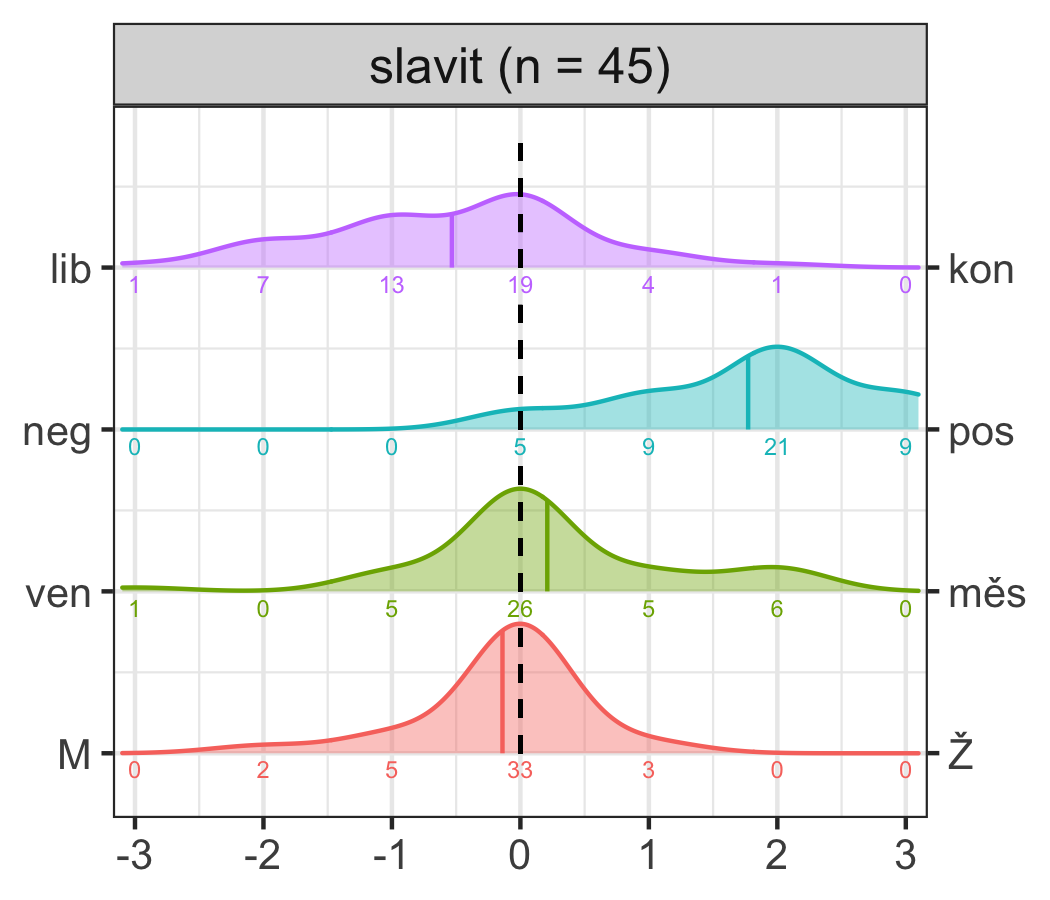 slavit (n = 45)
lib kon
1 7 13 19 4 1 0
neg pos
0 0 0 5 9 21 9
ven měs
1 0 5 26 5 6 0
M Ž
0 2 5 33 3 0 0
-3 -2 -1 0 1 2 3